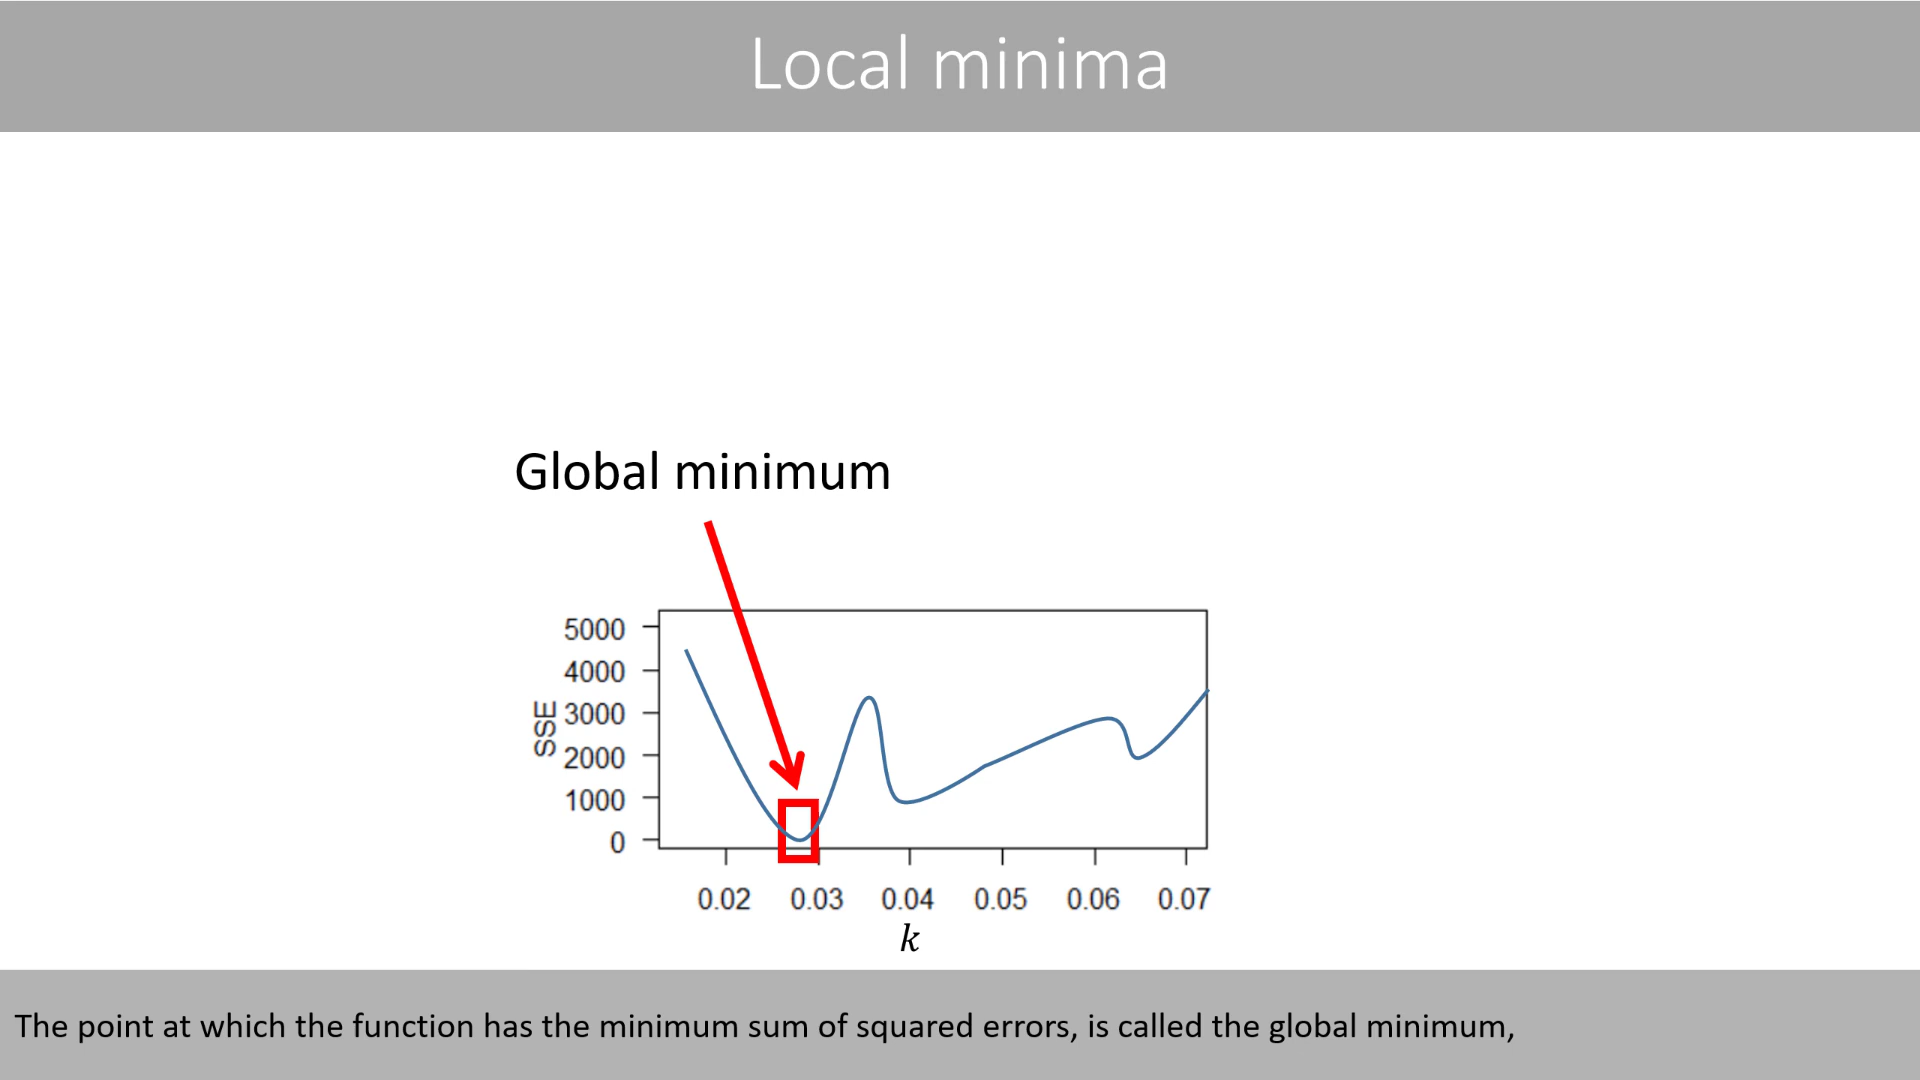 Local minima
Global minimum
5000
4000
3000
2000
1000
0
SSE
0.02 0.03 0.04 0.05 0.06 0.07
k
The point at which the function has the minimum sum of squared errors, is called the global minimum,